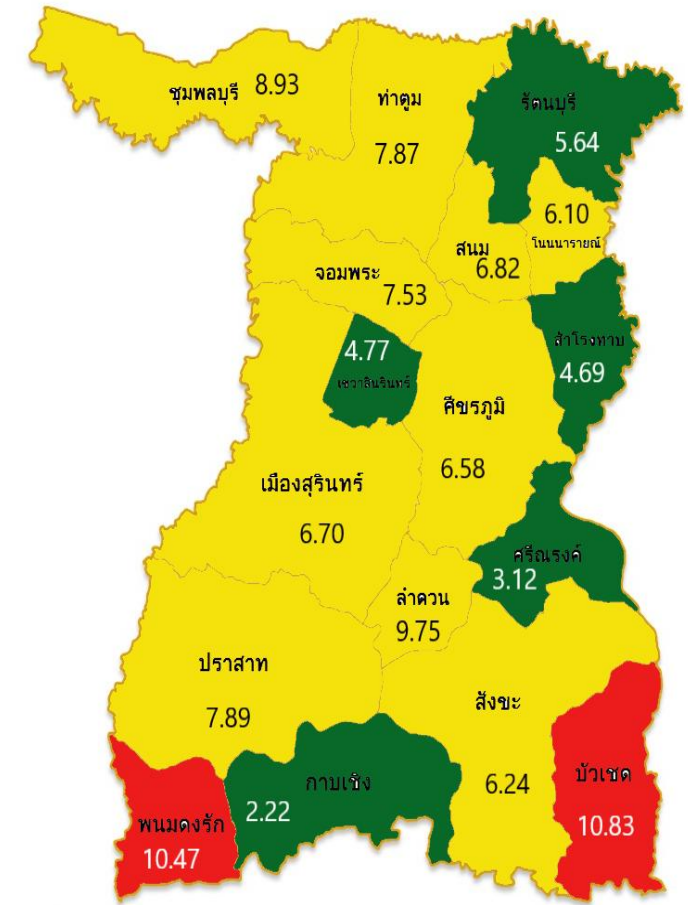 ชุมพลบุรี 8.93
ท่าตูม
7.87
รัตนบุรี
5.64
6.10
โนนนารายณ์
สนม
6.82
จอมพระ
7.53
4.77
เขวาสินรินทร์
สำโรงทาบ
4.69
ศีขรภูมิ
6.58
เมืองสุรินทร์
6.70
ศรีณรงค์
3.12
ลำดวน
9.75
ปราสาท
7.89
สังขะ
6.24
บัวเชด
10.83
กาบเชิง
2.22
พนมดงรัก
10.47